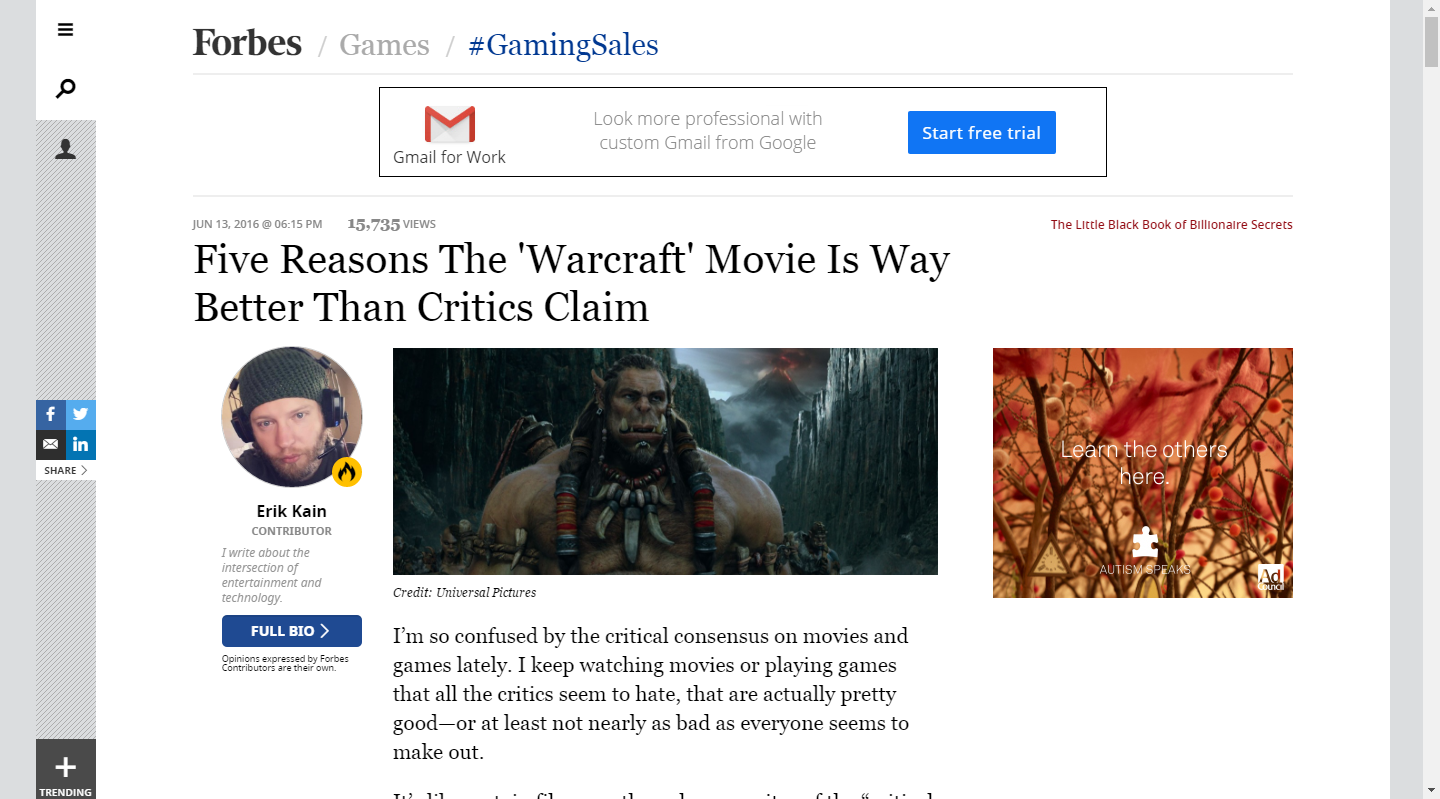 Forbes / Games / #GamingSales
Gmail for Work
Look more professional with
custom Gmail from Google
Start free trial
JUN 13, 2016 @ 06:15 PM 15,735 VIEWS
The Little Black Book of Billionaire Secrets
Five Reasons The 'Warcraft' Movie Is Way
Better Than Critics Claim
Erik Kain
CONTRIBUTOR
I write about the
intersection of
entertainment and
technology.
FULL BIO
Opinions expressed by Forbes
Contributors are their own.
Credit: Universal Pictures
I’m so confused by the critical consensus on movies and
games lately. I keep watching movies or playing games
that all the critics seem to hate, that are actually pretty
good—or at least not nearly as bad as everyone seems to
make out.
Learn the others
here.
AUTISM SPEAKS
Ad
Council
SHARE
TRENDING